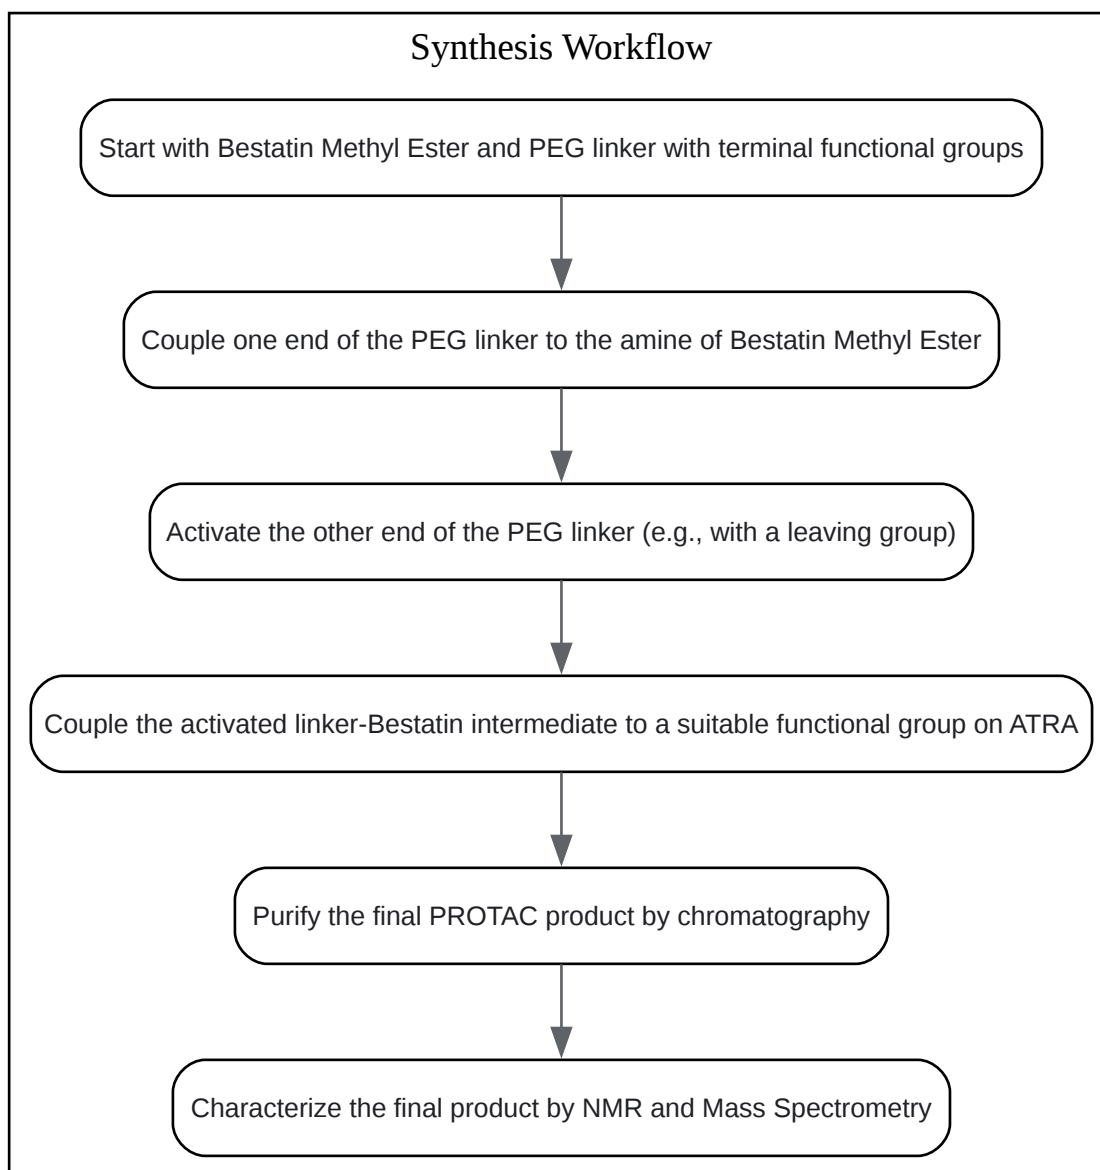 Synthesis Workflow
Start with Bestatin Methyl Ester and PEG linker with terminal functional groups
Couple one end of the PEG linker to the amine of Bestatin Methyl Ester
Activate the other end of the PEG linker (e.g., with a leaving group)
Couple the activated linker-Bestatin intermediate to a suitable functional group on ATRA
Purify the final PROTAC product by chromatography
Characterize the final product by NMR and Mass Spectrometry